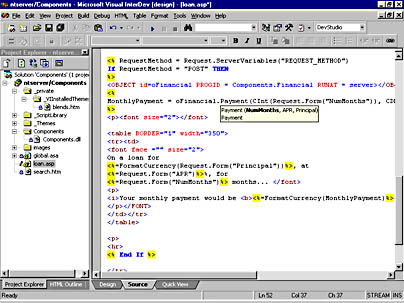 ntserver/Components - Microsoft Visual InterDev [design] - [loan.asp*]
File Edit View Project Build Debug Table HTML Format Tools Window Help
DevStudio
Project Explorer - ntserve...
Solution 'Components' (1 project)
ntserver/Components
_private
_VIInstalledThemes
blends.htm
_ScriptLibrary
_Themes
Components
Components.dll
images
global.asa
loan.asp
search.htm
<% RequestMethod = Request.ServerVariables("REQUEST_METHOD")
If RequestMethod = "POST" THEN
%>
<OBJECT id=oFinancial PROGID = Components.Financial RUNAT = server></OB
<%
MonthlyPayment = oFinancial.Payment(CInt(Request.Form("NumMonths")), CD
%>
Payment (NumMonths, APR, Principal)
Payment
<p><font size="2"></font>
<table BORDER="1" width="350">
<tr><td>
<font face ="" size="2">
On a loan for
<%=FormatCurrency(Request.Form("Principal"))%>, at
<%=Request.Form("APR")%>%, for
<%=Request.Form("NumMonths")%> months... </font>
<p>
<i>Your monthly payment would be <b><%=FormatCurrency(MonthlyPayment)%>
</p></FONT>
</td></tr>
</table>
<p>
<hr>
<% End If %>
Project Explorer HTML Outline Design Source Quick View
Ready Ln 52 Col 37 Ch 37 STREAM INS